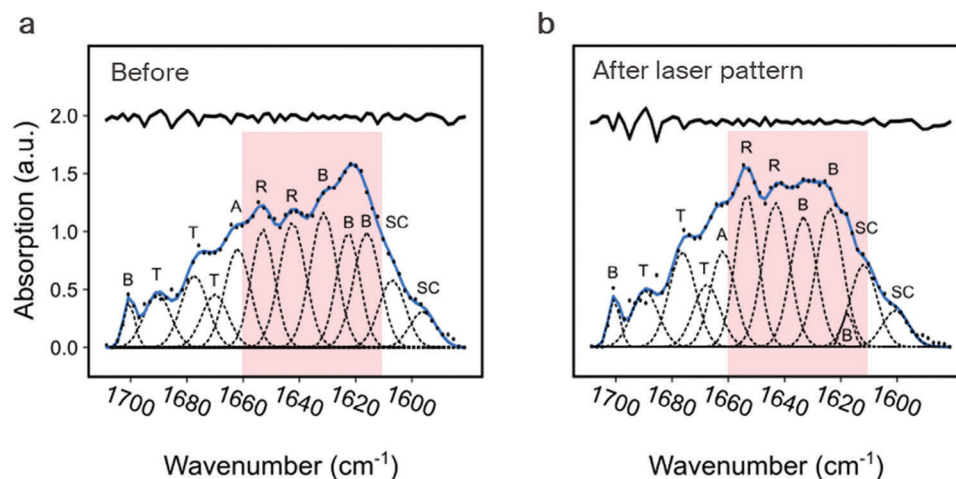 a
Before
2.0
1.5
1.0
0.5
0.0
Absorption (a.u.)
B
T
T
T
A
R
R
B
B
B
SC
SC
1700
1680
1660
1640
1620
1600
Wavenumber (cm⁻¹)
b
After laser pattern
B
T
T
T
A
R
R
B
B
B
SC
SC
1700
1680
1660
1640
1620
1600
Wavenumber (cm⁻¹)